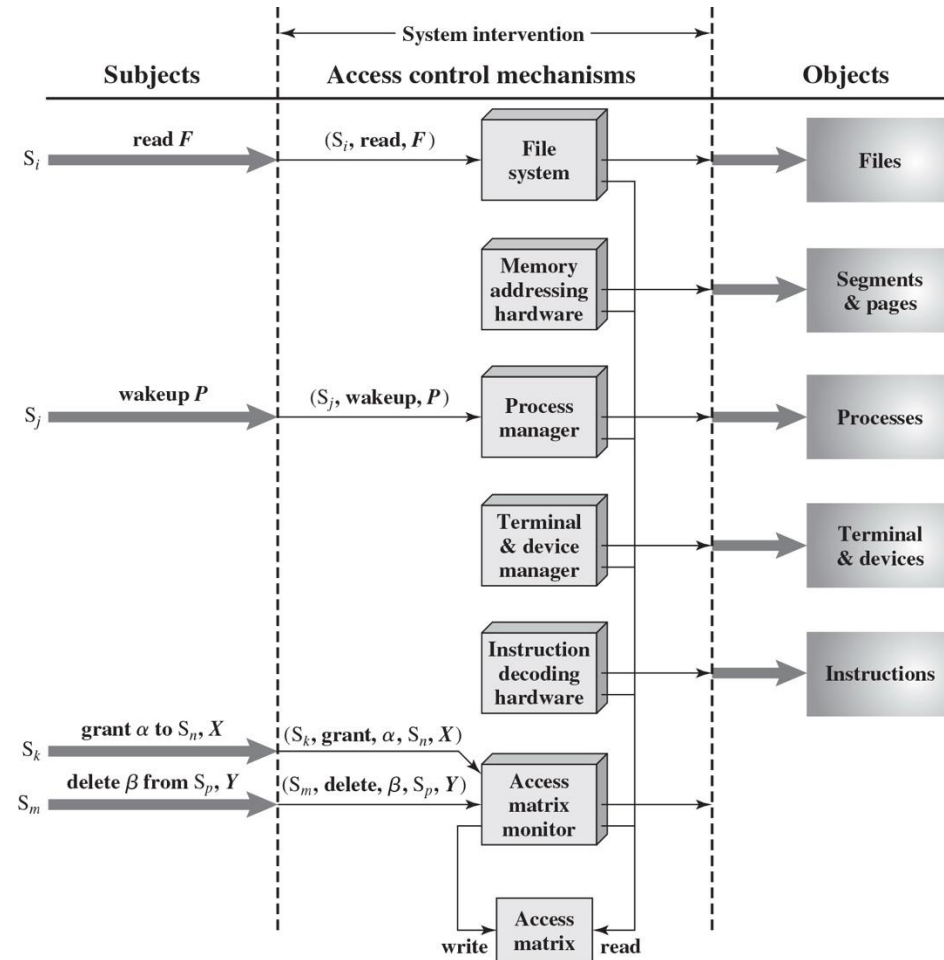 System intervention
Subjects
Access control mechanisms
Objects
read F
Sᵢ
(Sᵢ, read, F)
File
system
Files
Memory
addressing
hardware
Segments
& pages
wakeup P
Sⱼ
(Sⱼ, wakeup, P)
Process
manager
Processes
Terminal
& device
manager
Terminal
& devices
Instruction
decoding
hardware
Instructions
grant α to Sₙ, X
Sₖ
(Sₖ, grant, α, Sₙ, X)
delete β from Sₚ, Y
Sₘ
(Sₘ, delete, β, Sₚ, Y)
Access
matrix
monitor
write
Access
matrix
read